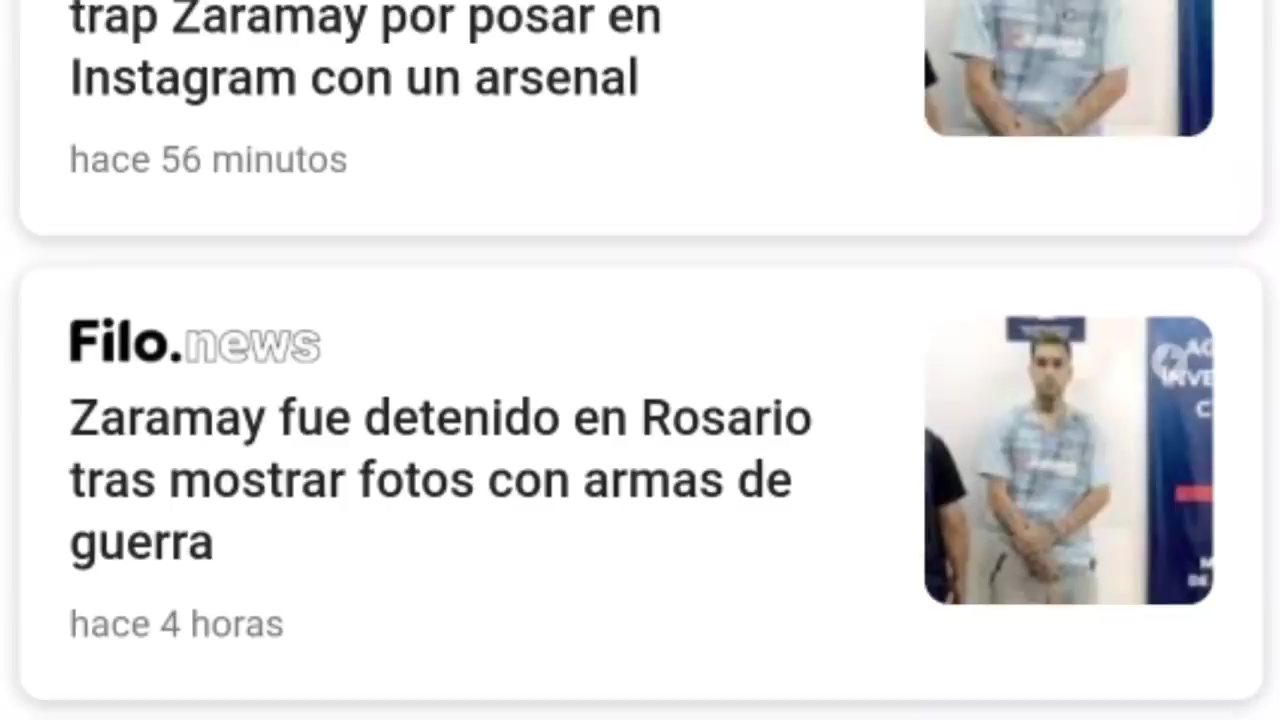 trap Zaramay por posar en
Instagram con un arsenal
hace 56 minutos
Filo.news
Zaramay fue detenido en Rosario
tras mostrar fotos con armas de
guerra
hace 4 horas